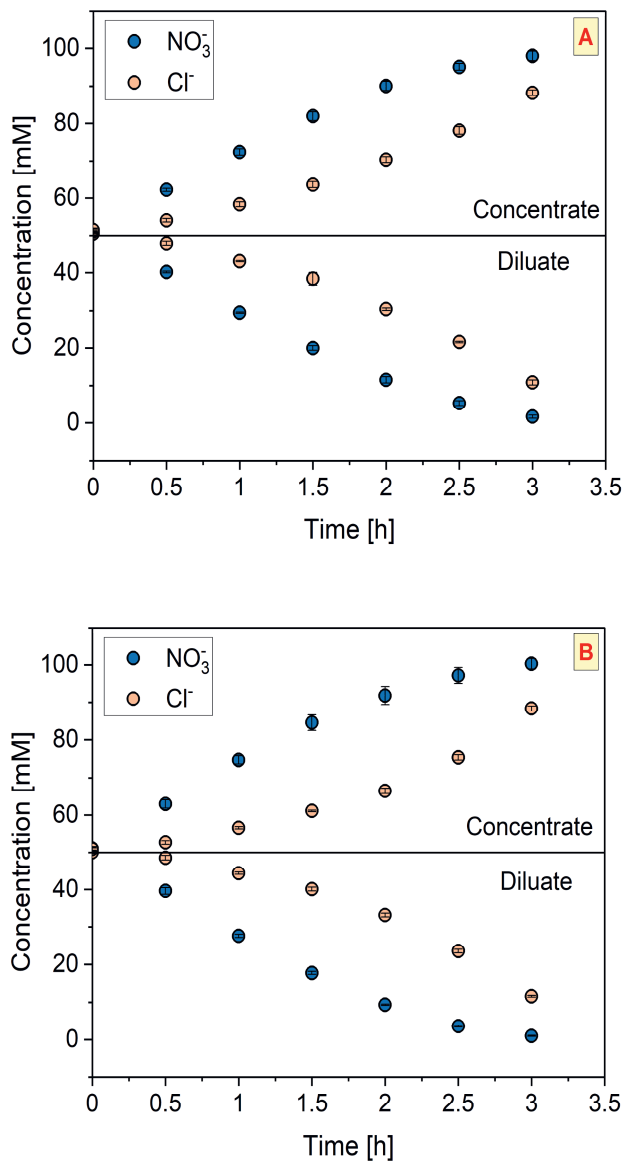 A
NO₃⁻
Cl⁻
100
80
60
40
20
0
Concentration [mM]
Concentrate
Diluate
0 0.5 1 1.5 2 2.5 3 3.5
Time [h]
B
NO₃⁻
Cl⁻
100
80
60
40
20
0
Concentration [mM]
Concentrate
Diluate
0 0.5 1 1.5 2 2.5 3 3.5
Time [h]